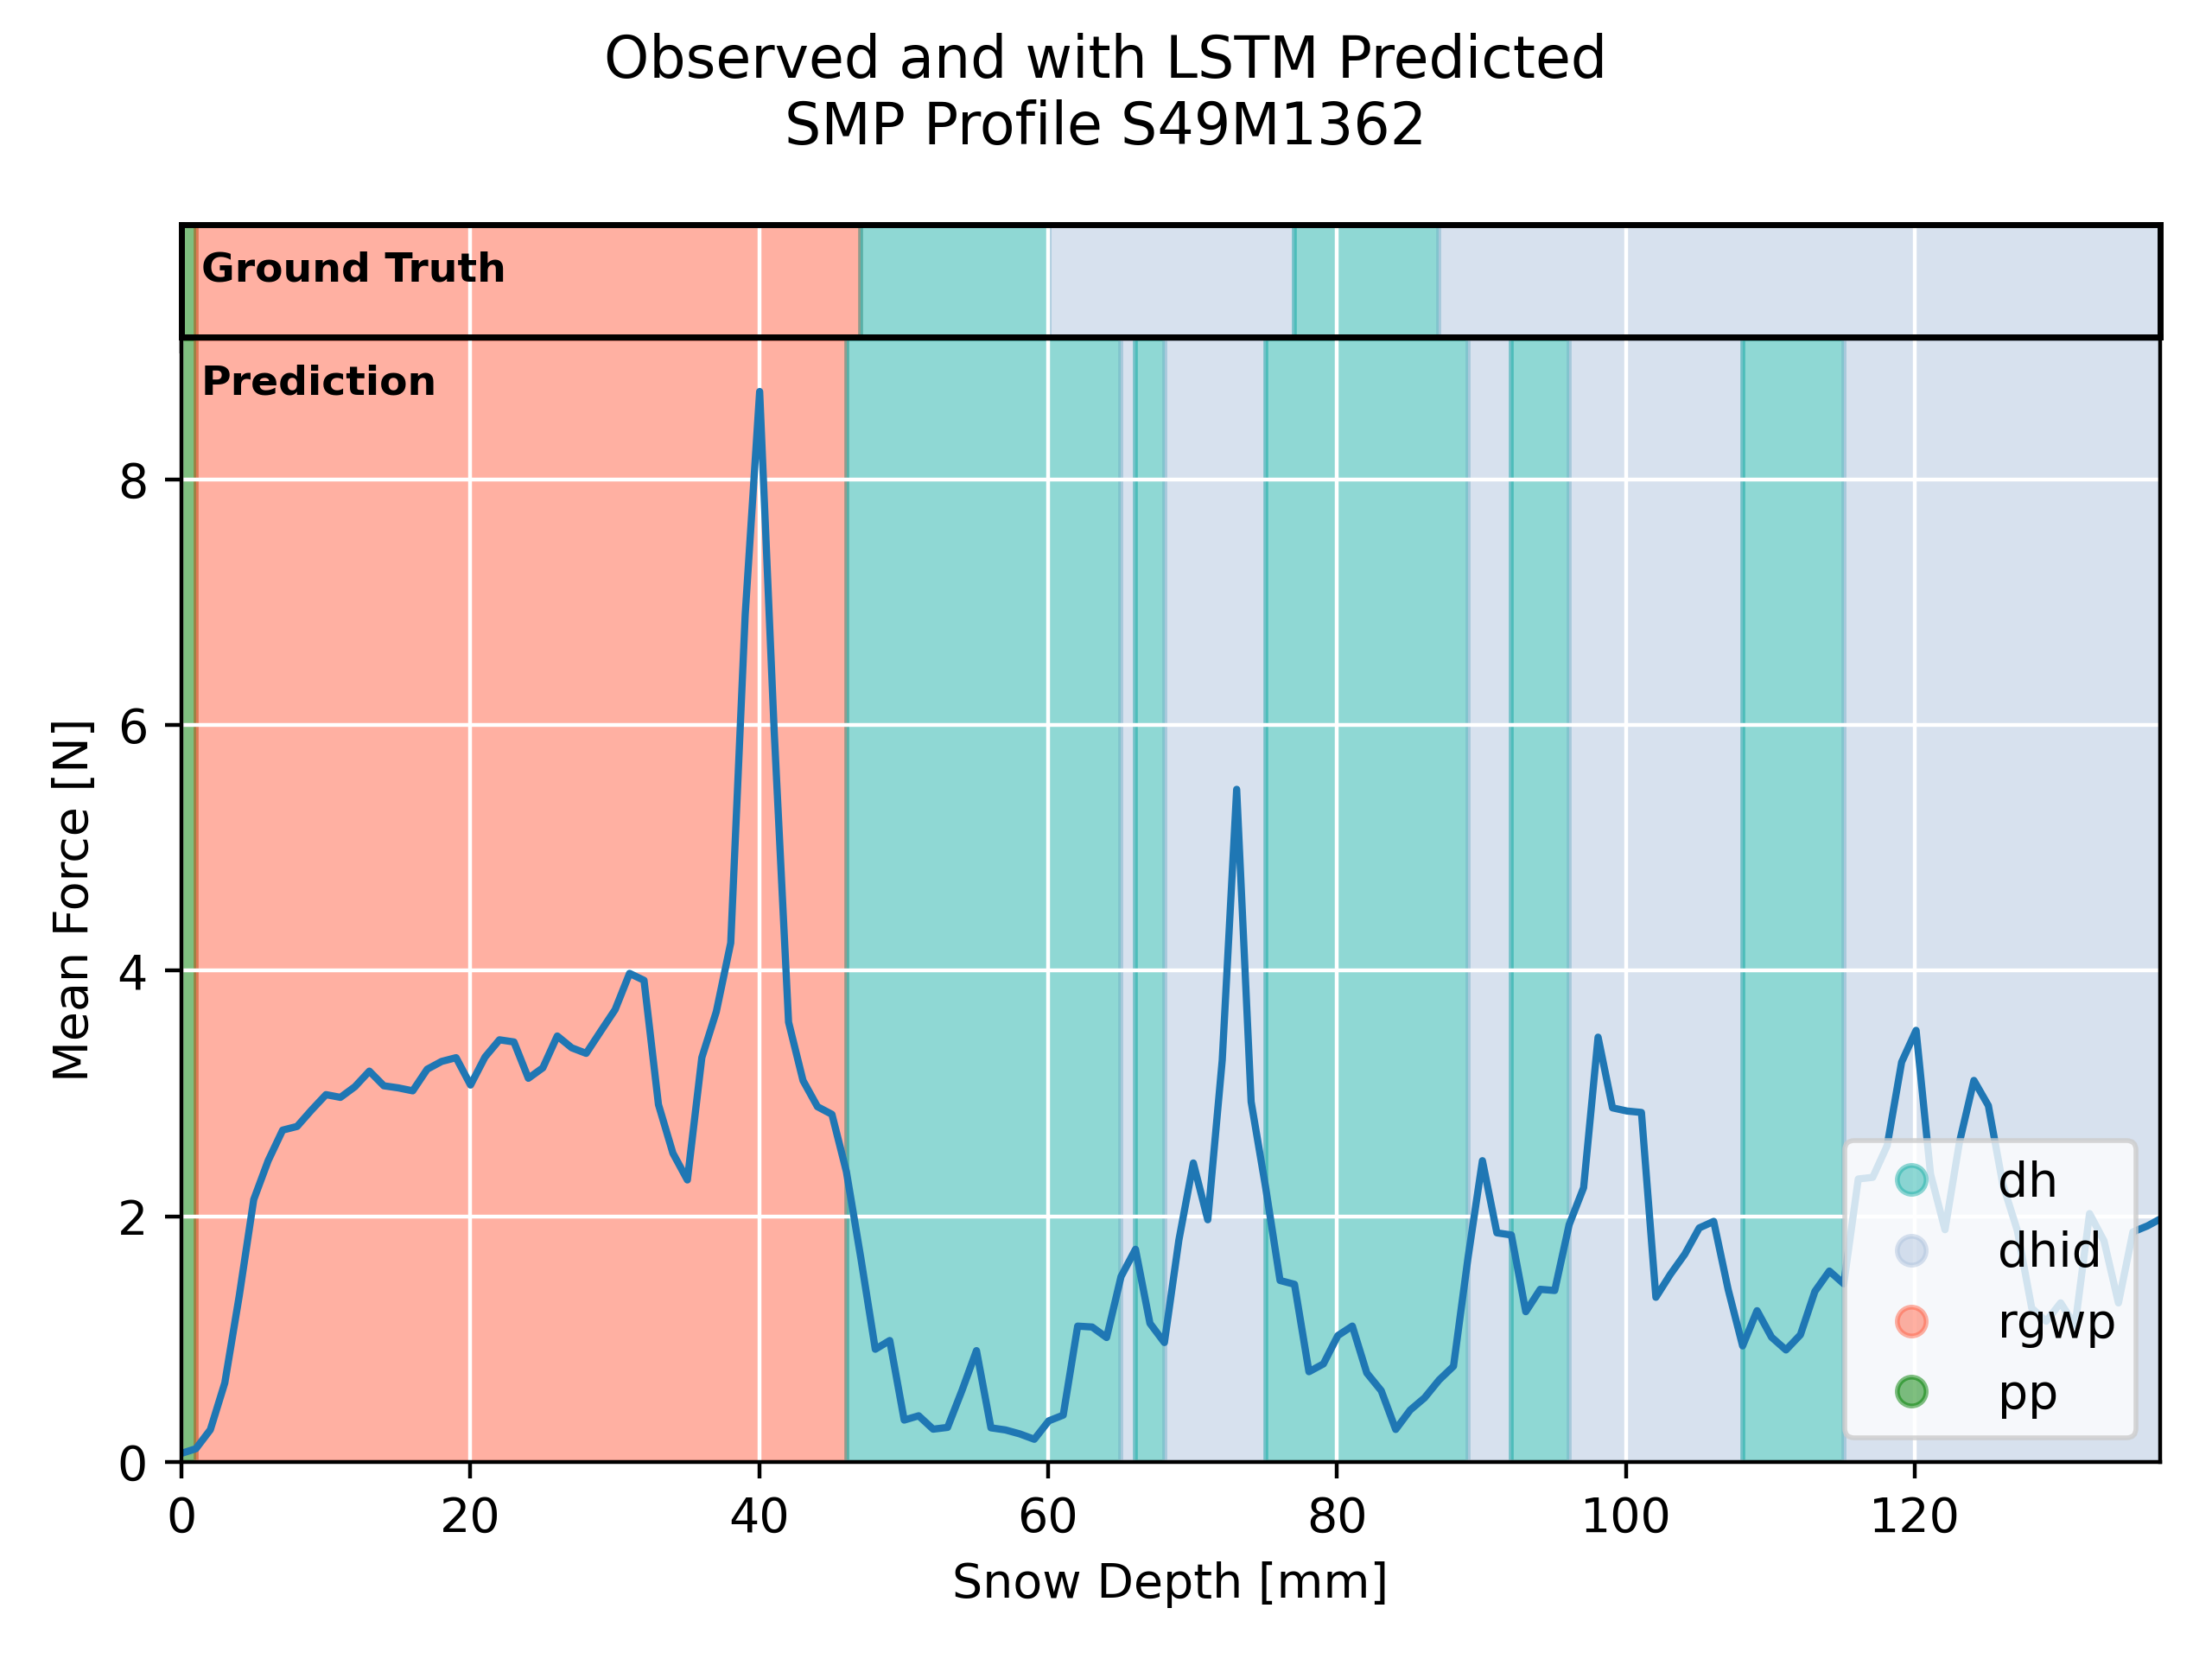 Observed and with LSTM Predicted
SMP Profile S49M1362
Ground Truth
Prediction
Mean Force [N]
8
6
4
2
0
dh
dhid
rgwp
pp
0 20 40 60 80 100 120
Snow Depth [mm]